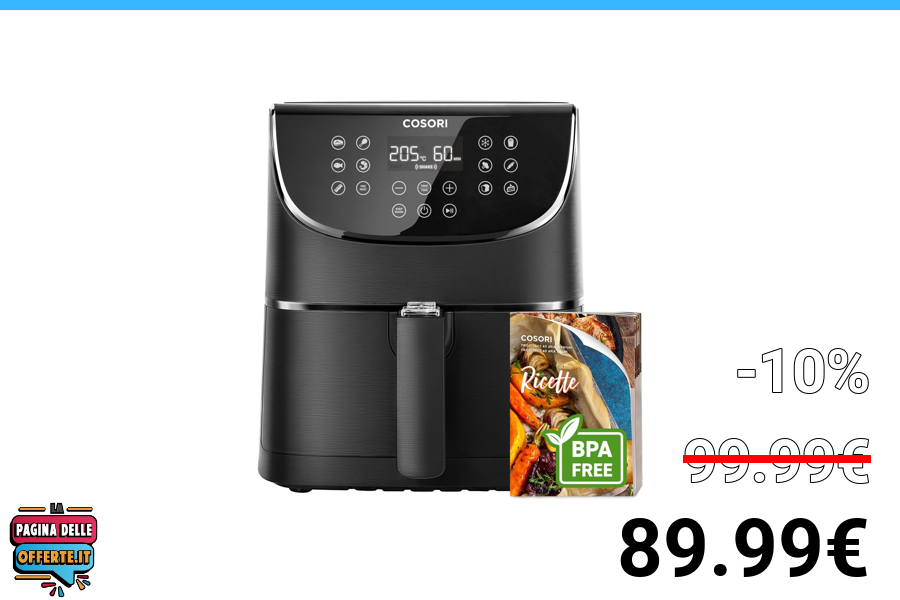 COSORI
205°C 60MIN
(SHAKE)
COSORI
Ricette
BPA
FREE
-10%
99.99€
89.99€
LA
PAGINA DELLE
OFFERTE.IT